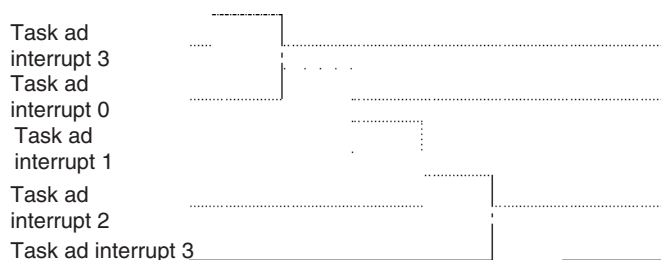 Task ad
interrupt 3
Task ad
interrupt 0
Task ad
interrupt 1
Task ad
interrupt 2
Task ad interrupt 3